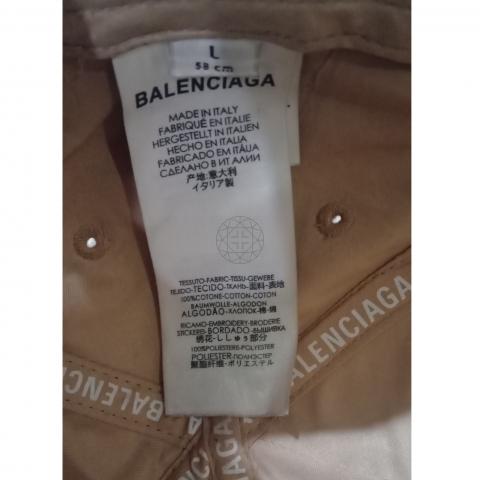 L
58 cm
BALENCIAGA
MADE IN ITALY
FABRIQUÉ EN ITALIE
HERGESTELLT IN ITALIEN
HECHO EN ITALIA
FABRICADO EM ITÁUA
СДЕЛАНО В ИТАЛИИ
产地:意大利
イタリア製
TESSUTO-FABRIC-TISSU-GEWEBE
TEJIDO-TECIDO-ТКАНЬ-面料-表地
100%COTONE-COTTON-COTON
BAUMWOLLE-ALGODON
ALGODÃO-ХЛОПОК-棉-綿
RICAMO-EMBROIDERY-BRODERIE
STICKEREI-BORDADO-ВЫШИВКА
绣花-ししゅう部分
100%POLIESTERE-POLYESTER
POLIESTER-ПОЛИЭСТЕР
聚酯纤维-ポリエステル
BALENCIAGA
BALENCIAGA